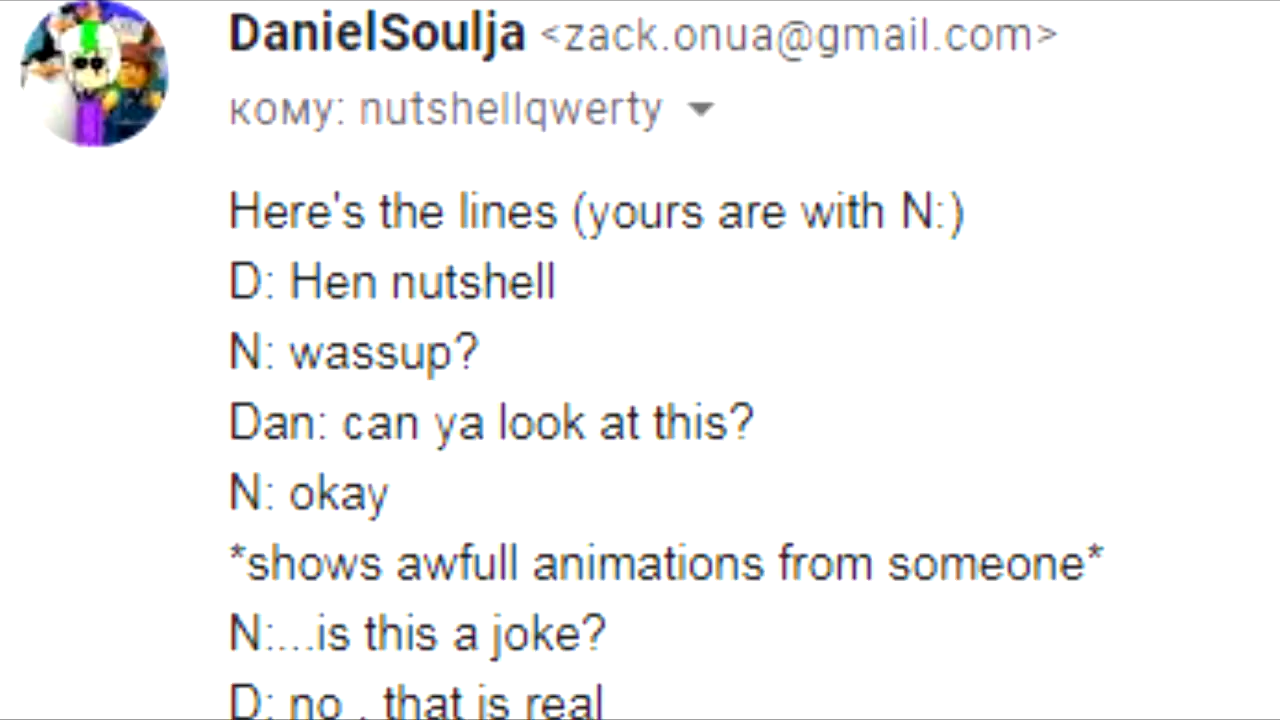 DanielSoulja <zack.onua@gmail.com>
кому: nutshellqwerty
Here's the lines (yours are with N:)
D: Hen nutshell
N: wassup?
Dan: can ya look at this?
N: okay
*shows awfull animations from someone*
N:...is this a joke?
D: no , that is real